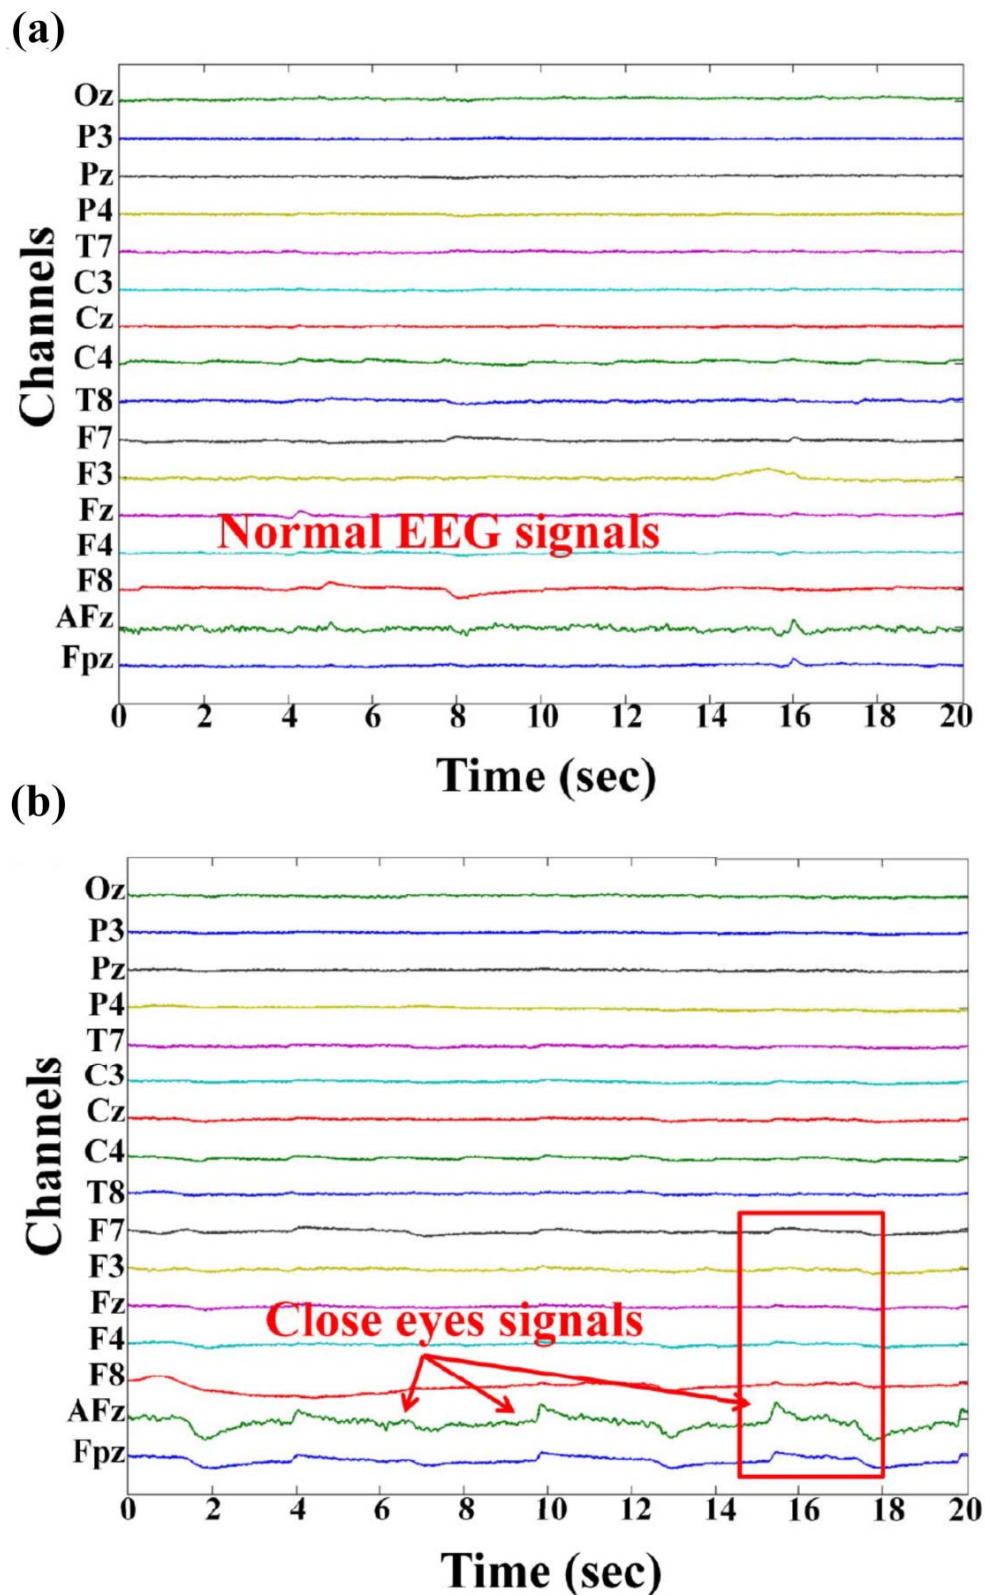 (a)
Oz
P3
Pz
P4
T7
C3
Cz
C4
T8
F7
F3
Fz
F4
F8
AFz
Fpz
Channels
Normal EEG signals
0 2 4 6 8 10 12 14 16 18 20
Time (sec)
(b)
Oz
P3
Pz
P4
T7
C3
Cz
C4
T8
F7
F3
Fz
F4
F8
AFz
Fpz
Channels
Close eyes signals
0 2 4 6 8 10 12 14 16 18 20
Time (sec)